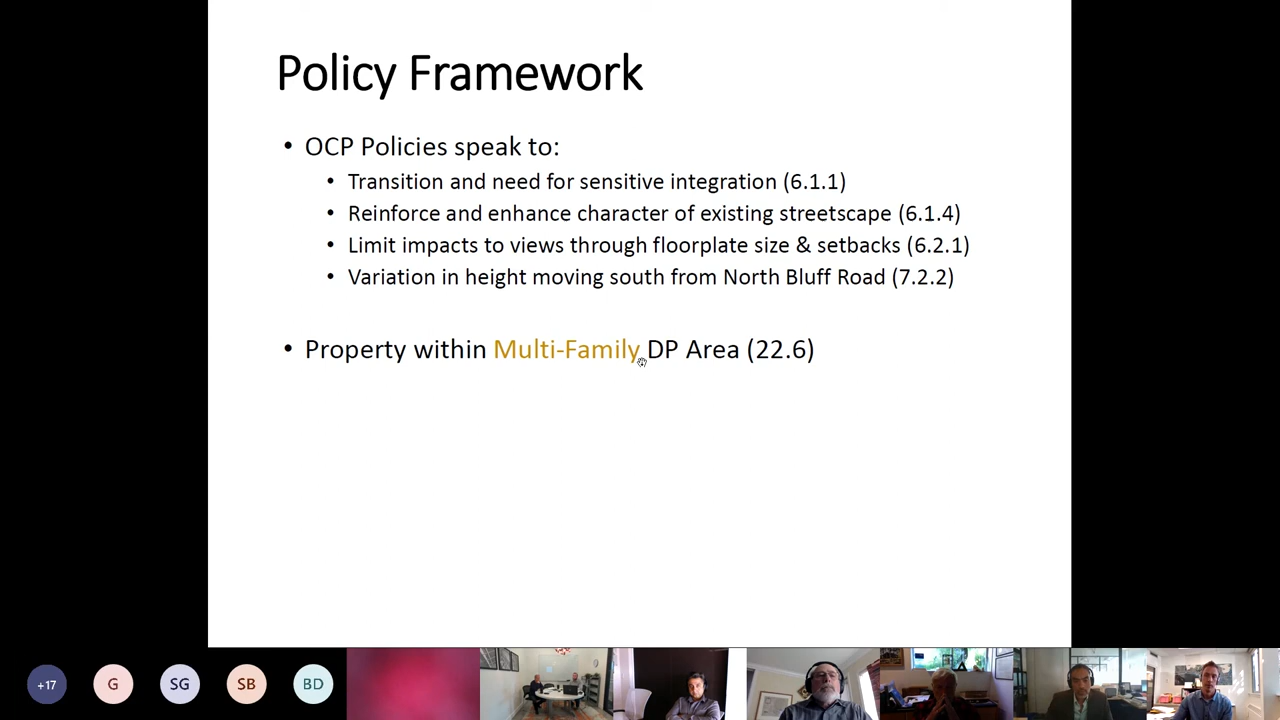 Policy Framework
• OCP Policies speak to:
• Transition and need for sensitive integration (6.1.1)
• Reinforce and enhance character of existing streetscape (6.1.4)
• Limit impacts to views through floorplate size & setbacks (6.2.1)
• Variation in height moving south from North Bluff Road (7.2.2)
• Property within Multi-Family DP Area (22.6)
+17 G SG SB BD